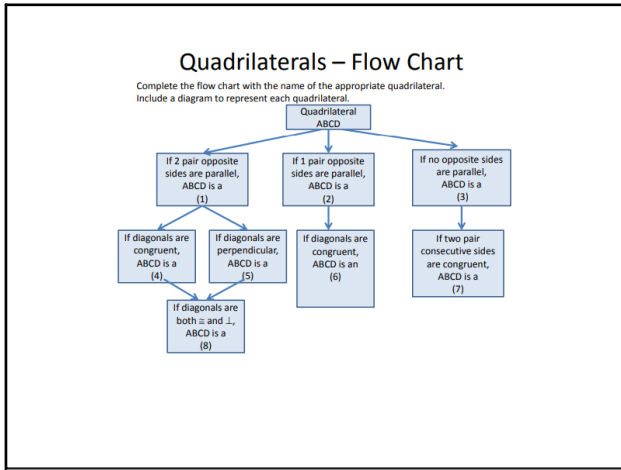 Quadrilaterals – Flow Chart
Complete the flow chart with the name of the appropriate quadrilateral.
Include a diagram to represent each quadrilateral.
Quadrilateral
ABCD
If 2 pair opposite
sides are parallel,
ABCD is a
(1)
If 1 pair opposite
sides are parallel,
ABCD is a
(2)
If no opposite sides
are parallel,
ABCD is a
(3)
If diagonals are
congruent,
ABCD is a
(4)
If diagonals are
perpendicular,
ABCD is a
(5)
If diagonals are
congruent,
ABCD is an
(6)
If two pair
consecutive sides
are congruent,
ABCD is a
(7)
If diagonals are
both ≅ and ⊥,
ABCD is a
(8)